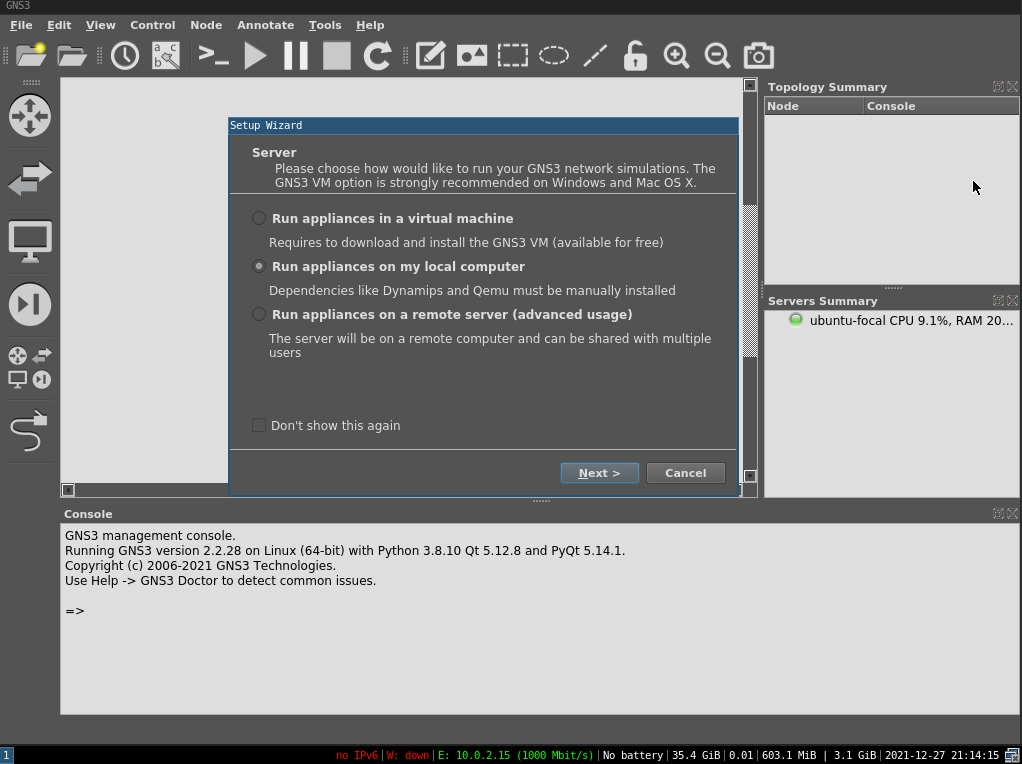 GNS3
File Edit View Control Node Annotate Tools Help
a c
b
Topology Summary
Node Console
Setup Wizard
Server
Please choose how would like to run your GNS3 network simulations. The
GNS3 VM option is strongly recommended on Windows and Mac OS X.
Run appliances in a virtual machine
Requires to download and install the GNS3 VM (available for free)
Run appliances on my local computer
Dependencies like Dynamips and Qemu must be manually installed
Run appliances on a remote server (advanced usage)
The server will be on a remote computer and can be shared with multiple
users
Don't show this again
Next >
Cancel
Servers Summary
ubuntu-focal CPU 9.1%, RAM 20...
Console
GNS3 management console.
Running GNS3 version 2.2.28 on Linux (64-bit) with Python 3.8.10 Qt 5.12.8 and PyQt 5.14.1.
Copyright (c) 2006-2021 GNS3 Technologies.
Use Help -> GNS3 Doctor to detect common issues.
=>
1
no IPv6|W: down|E: 10.0.2.15 (1000 Mbit/s)|No battery|35.4 GiB|0.01|603.1 MiB | 3.1 GiB|2021-12-27 21:14:15